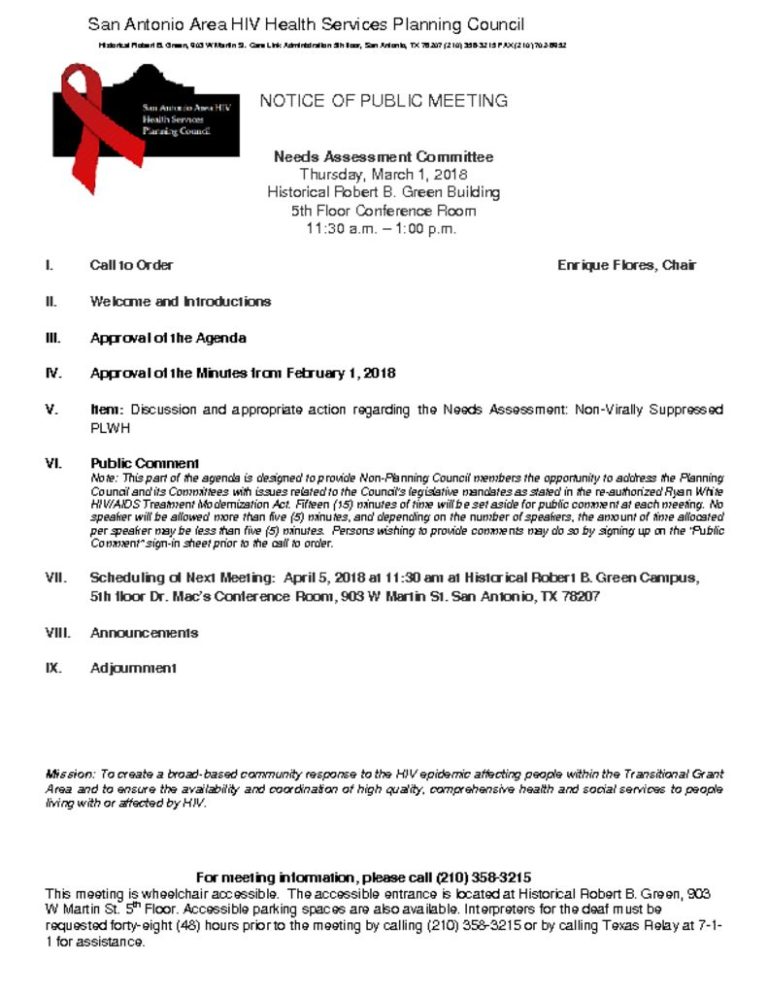 San Antonio Area HIV Health Services Planning Council
Historical Robert B. Green, 903 W Martin St. Care Link Administration 5th floor, San Antonio, TX 78207 (210) 358-3215 FAX(210) 702-6952
San Antonio Area HIV
Health Services
Planning Council
NOTICE OF PUBLIC MEETING
Needs Assessment Committee
Thursday, March 1, 2018
Historical Robert B. Green Building
5th Floor Conference Room
11:30 a.m. – 1:00 p.m.
I. Call to Order Enrique Flores, Chair
II. Welcome and Introductions
III. Approval of the Agenda
IV. Approval of the Minutes from February 1, 2018
V. Item: Discussion and appropriate action regarding the Needs Assessment: Non-Virally Suppressed
PLWH
VI. Public Comment
Note: This part of the agenda is designed to provide Non-Planning Council members the opportunity to address the Planning
Council and its Committees with issues related to the Council's legislative mandates as stated in the re-authorized Ryan White
HIV/AIDS Treatment Modernization Act. Fifteen (15) minutes of time will be set aside for public comment at each meeting. No
speaker will be allowed more than five (5) minutes, and depending on the number of speakers, the amount of time allocated
per speaker may be less than five (5) minutes. Persons wishing to provide comments may do so by signing up on the "Public
Comment" sign-in sheet prior to the call to order.
VII. Scheduling of Next Meeting: April 5, 2018 at 11:30 am at Historical Robert B. Green Campus,
5th floor Dr. Mac's Conference Room, 903 W Martin St. San Antonio, TX 78207
VIII. Announcements
IX. Adjournment
Mission: To create a broad-based community response to the HIV epidemic affecting people within the Transitional Grant
Area and to ensure the availability and coordination of high quality, comprehensive health and social services to people
living with or affected by HIV.
For meeting information, please call (210) 358-3215
This meeting is wheelchair accessible. The accessible entrance is located at Historical Robert B. Green, 903
W Martin St. 5th Floor. Accessible parking spaces are also available. Interpreters for the deaf must be
requested forty-eight (48) hours prior to the meeting by calling (210) 358-3215 or by calling Texas Relay at 7-1-
1 for assistance.